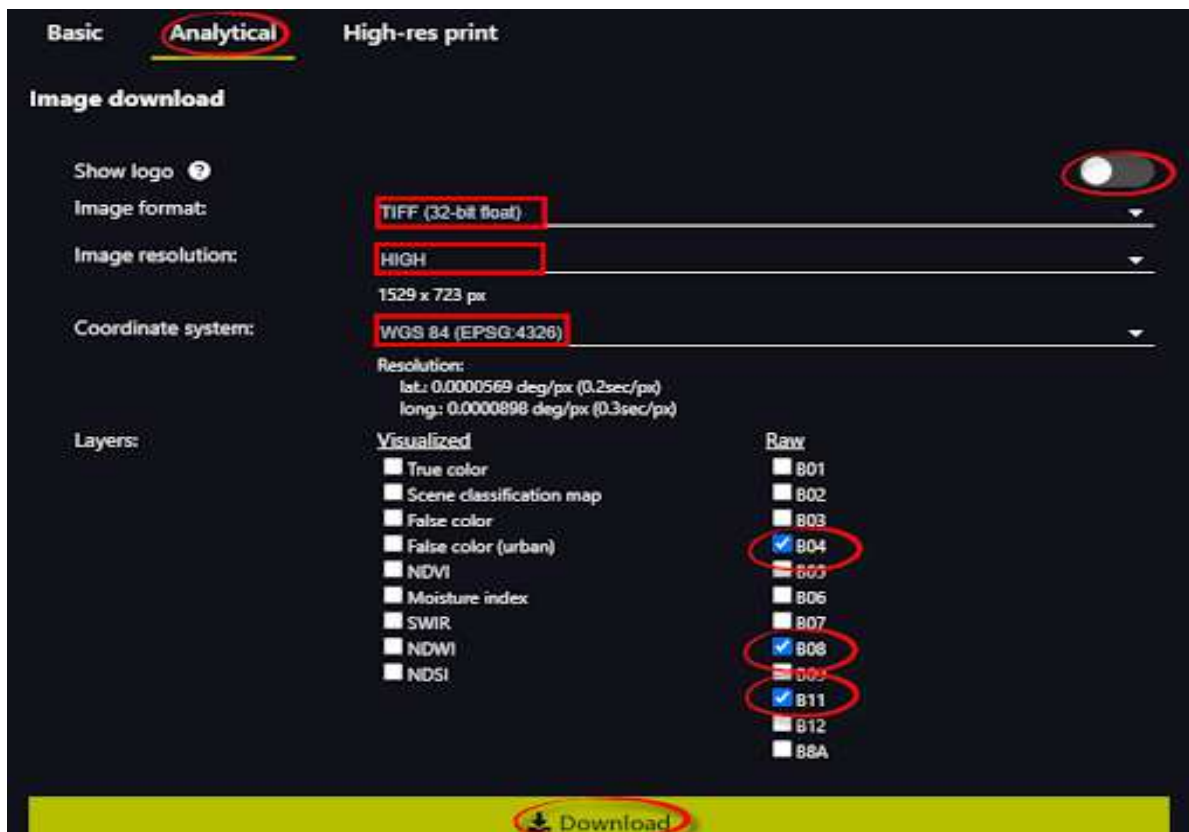 Basic Analytical High-res print
Image download
Show logo ?
Image format: TIFF (32-bit float)
Image resolution: HIGH
1529 x 723 px
Coordinate system: WGS 84 (EPSG:4326)
Resolution:
lat.: 0.0000569 deg/px (0.2sec/px)
long.: 0.0000898 deg/px (0.3sec/px)
Layers: Visualized Raw
True color B01
Scene classification map B02
False color B03
False color (urban) B04
NDVI B05
Moisture index B06
SWIR B07
NDWI B08
NDSI B09
B11
B12
B8A
Download